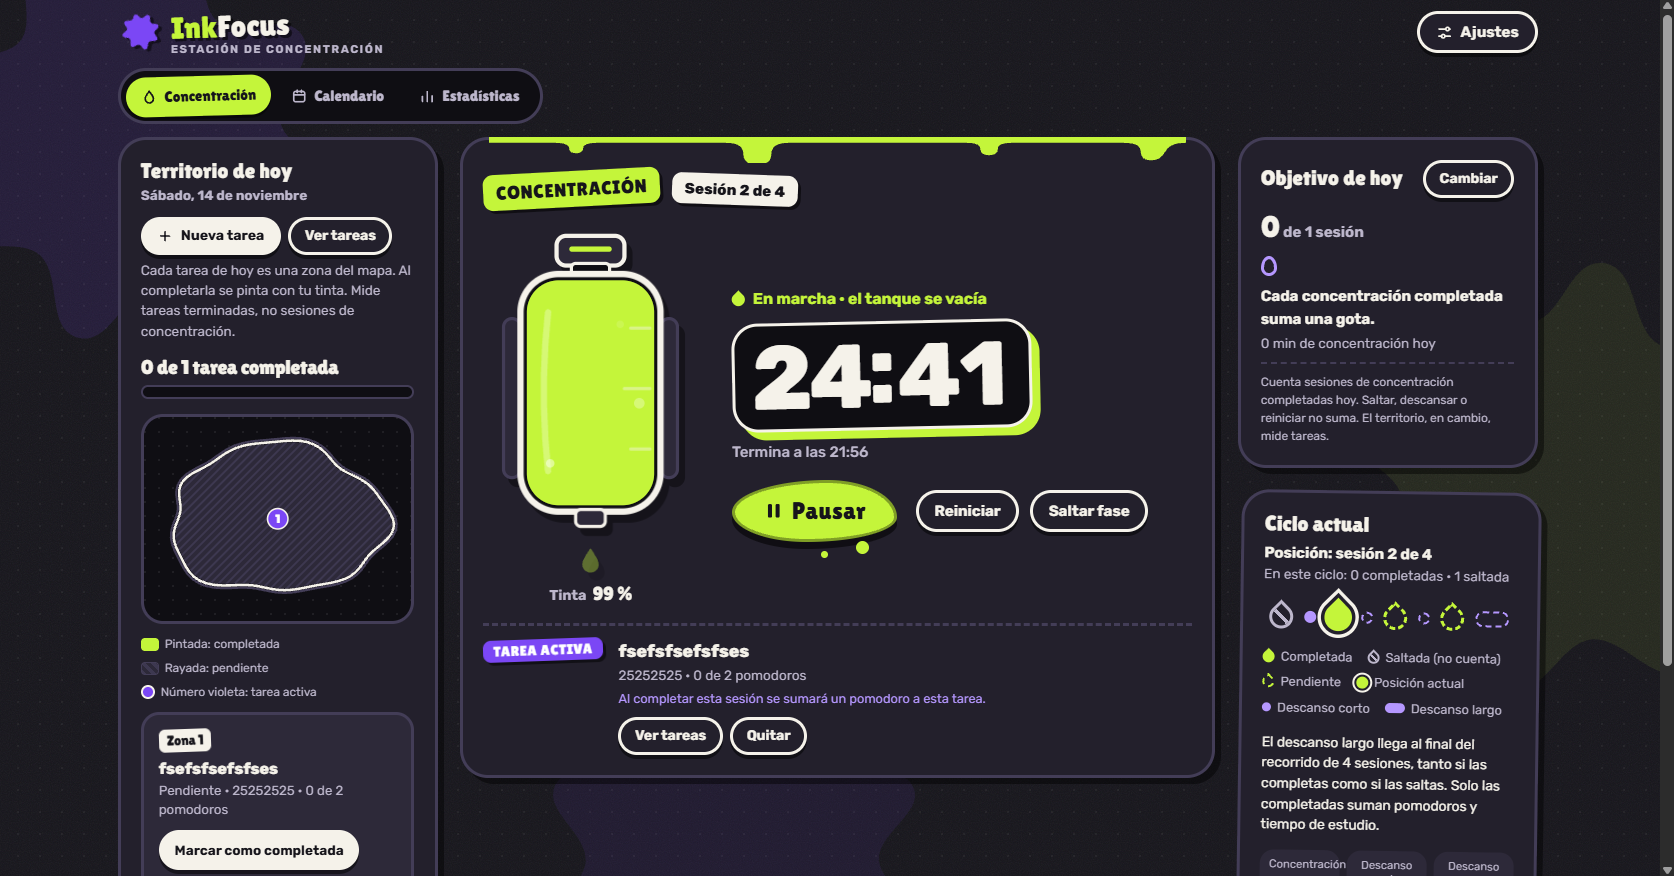 InkFocus
ESTACIÓN DE CONCENTRACIÓN
Ajustes
Concentración
Calendario
Estadísticas
Territorio de hoy
Sábado, 14 de noviembre
+ Nueva tarea
Ver tareas
Cada tarea de hoy es una zona del mapa. Al
completarla se pinta con tu tinta. Mide
tareas terminadas, no sesiones de
concentración.
0 de 1 tarea completada
1
Pintada: completada
Rayada: pendiente
Número violeta: tarea activa
Zona 1
fsefsfsefsfses
Pendiente • 25252525 • 0 de 2
pomodoros
Marcar como completada
CONCENTRACIÓN
Sesión 2 de 4
En marcha • el tanque se vacía
24:41
Termina a las 21:56
Pausar
Reiniciar
Saltar fase
Tinta 99 %
TAREA ACTIVA
fsefsfsefsfses
25252525 • 0 de 2 pomodoros
Al completar esta sesión se sumará un pomodoro a esta tarea.
Ver tareas
Quitar
Objetivo de hoy
Cambiar
0 de 1 sesión
Cada concentración completada
suma una gota.
0 min de concentración hoy
Cuenta sesiones de concentración
completadas hoy. Saltar, descansar o
reiniciar no suma. El territorio, en cambio,
mide tareas.
Ciclo actual
Posición: sesión 2 de 4
En este ciclo: 0 completadas • 1 saltada
Completada
Saltada (no cuenta)
Pendiente
Posición actual
Descanso corto
Descanso largo
El descanso largo llega al final del
recorrido de 4 sesiones, tanto si las
completas como si las saltas. Solo las
completadas suman pomodoros y
tiempo de estudio.
Concentración
Descanso
Descanso